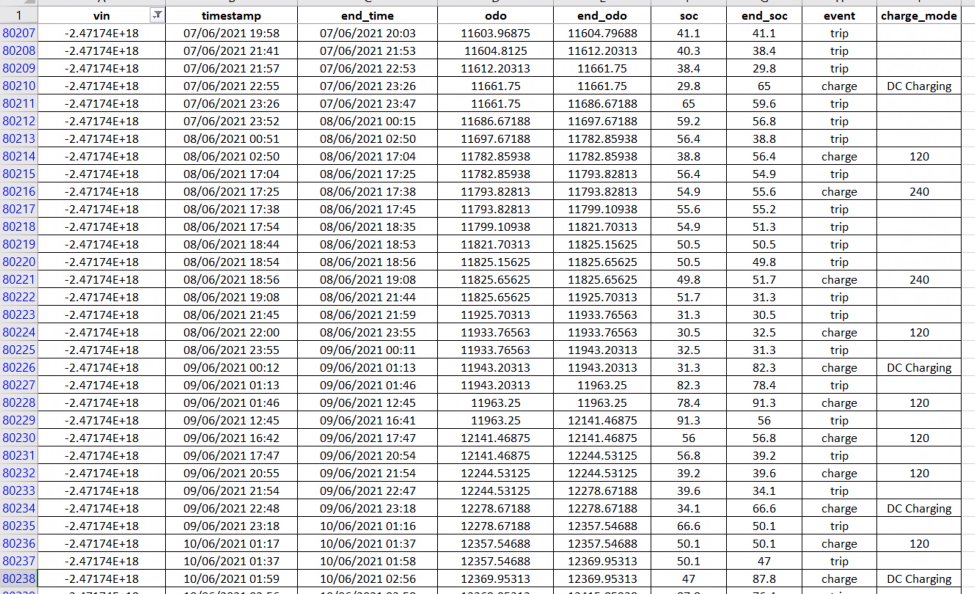 1 vin timestamp end_time odo end_odo soc end_soc event charge_mode
80207 -2.47174E+18 07/06/2021 19:58 07/06/2021 20:03 11603.96875 11604.79688 41.1 41.1 trip
80208 -2.47174E+18 07/06/2021 21:41 07/06/2021 21:53 11604.8125 11612.20313 40.3 38.4 trip
80209 -2.47174E+18 07/06/2021 21:57 07/06/2021 22:53 11612.20313 11661.75 38.4 29.8 trip
80210 -2.47174E+18 07/06/2021 22:55 07/06/2021 23:26 11661.75 11661.75 29.8 65 charge DC Charging
80211 -2.47174E+18 07/06/2021 23:26 07/06/2021 23:47 11661.75 11686.67188 65 59.6 trip
80212 -2.47174E+18 07/06/2021 23:52 08/06/2021 00:15 11686.67188 11697.67188 59.2 56.8 trip
80213 -2.47174E+18 08/06/2021 00:51 08/06/2021 02:50 11697.67188 11782.85938 56.4 38.8 trip
80214 -2.47174E+18 08/06/2021 02:50 08/06/2021 17:04 11782.85938 11782.85938 38.8 56.4 charge 120
80215 -2.47174E+18 08/06/2021 17:04 08/06/2021 17:25 11782.85938 11793.82813 56.4 54.9 trip
80216 -2.47174E+18 08/06/2021 17:25 08/06/2021 17:38 11793.82813 11793.82813 54.9 55.6 charge 240
80217 -2.47174E+18 08/06/2021 17:38 08/06/2021 17:45 11793.82813 11799.10938 55.6 55.2 trip
80218 -2.47174E+18 08/06/2021 17:54 08/06/2021 18:35 11799.10938 11821.70313 54.9 51.3 trip
80219 -2.47174E+18 08/06/2021 18:44 08/06/2021 18:53 11821.70313 11825.15625 50.5 50.5 trip
80220 -2.47174E+18 08/06/2021 18:54 08/06/2021 18:56 11825.15625 11825.65625 50.5 49.8 trip
80221 -2.47174E+18 08/06/2021 18:56 08/06/2021 19:08 11825.65625 11825.65625 49.8 51.7 charge 240
80222 -2.47174E+18 08/06/2021 19:08 08/06/2021 21:44 11825.65625 11925.70313 51.7 31.3 trip
80223 -2.47174E+18 08/06/2021 21:45 08/06/2021 21:59 11925.70313 11933.76563 31.3 30.5 trip
80224 -2.47174E+18 08/06/2021 22:00 08/06/2021 23:55 11933.76563 11933.76563 30.5 32.5 charge 120
80225 -2.47174E+18 08/06/2021 23:55 09/06/2021 00:11 11933.76563 11943.20313 32.5 31.3 trip
80226 -2.47174E+18 09/06/2021 00:12 09/06/2021 01:13 11943.20313 11943.20313 31.3 82.3 charge DC Charging
80227 -2.47174E+18 09/06/2021 01:13 09/06/2021 01:46 11943.20313 11963.25 82.3 78.4 trip
80228 -2.47174E+18 09/06/2021 01:46 09/06/2021 12:45 11963.25 11963.25 78.4 91.3 charge 120
80229 -2.47174E+18 09/06/2021 12:45 09/06/2021 16:41 11963.25 12141.46875 91.3 56 trip
80230 -2.47174E+18 09/06/2021 16:42 09/06/2021 17:47 12141.46875 12141.46875 56 56.8 charge 120
80231 -2.47174E+18 09/06/2021 17:47 09/06/2021 20:54 12141.46875 12244.53125 56.8 39.2 trip
80232 -2.47174E+18 09/06/2021 20:55 09/06/2021 21:54 12244.53125 12244.53125 39.2 39.6 charge 120
80233 -2.47174E+18 09/06/2021 21:54 09/06/2021 22:47 12244.53125 12278.67188 39.6 34.1 trip
80234 -2.47174E+18 09/06/2021 22:48 09/06/2021 23:18 12278.67188 12278.67188 34.1 66.6 charge DC Charging
80235 -2.47174E+18 09/06/2021 23:18 10/06/2021 01:16 12278.67188 12357.54688 66.6 50.1 trip
80236 -2.47174E+18 10/06/2021 01:17 10/06/2021 01:37 12357.54688 12357.54688 50.1 50.1 charge 120
80237 -2.47174E+18 10/06/2021 01:37 10/06/2021 01:58 12357.54688 12369.95313 50.1 47 trip
80238 -2.47174E+18 10/06/2021 01:59 10/06/2021 02:56 12369.95313 12369.95313 47 87.8 charge DC Charging